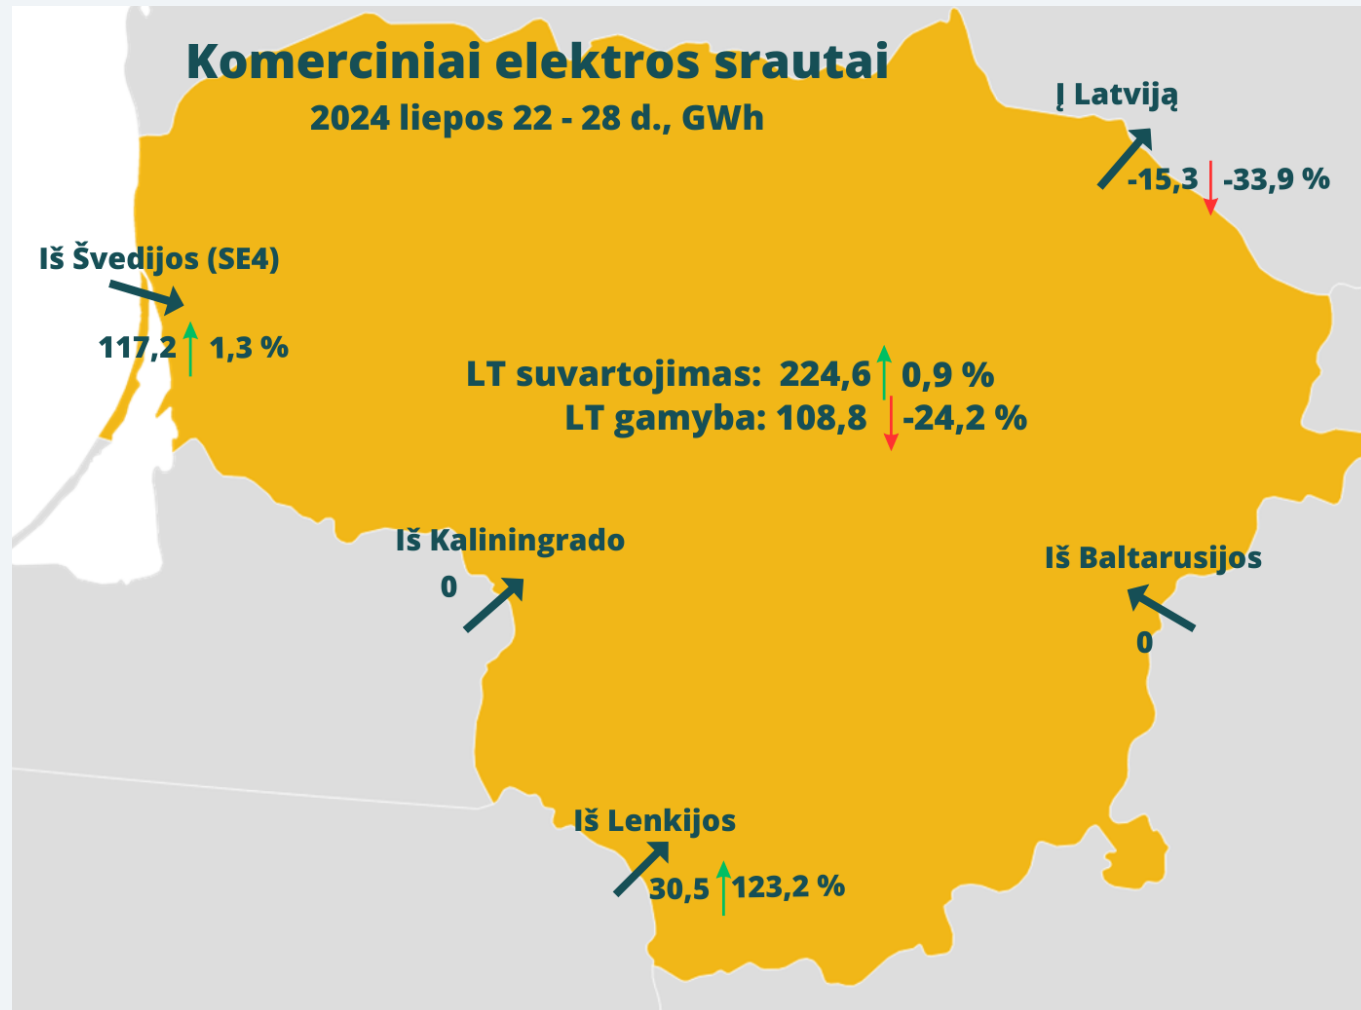 Komerciniai elektros srautai
2024 liepos 22 - 28 d., GWh
Į Latviją
-15,3 -33,9 %
Iš Švedijos (SE4)
117,2 1,3 %
LT suvartojimas: 224,6 0,9 %
LT gamyba: 108,8 -24,2 %
Iš Kaliningrado
0
Iš Baltarusijos
0
Iš Lenkijos
30,5 123,2 %